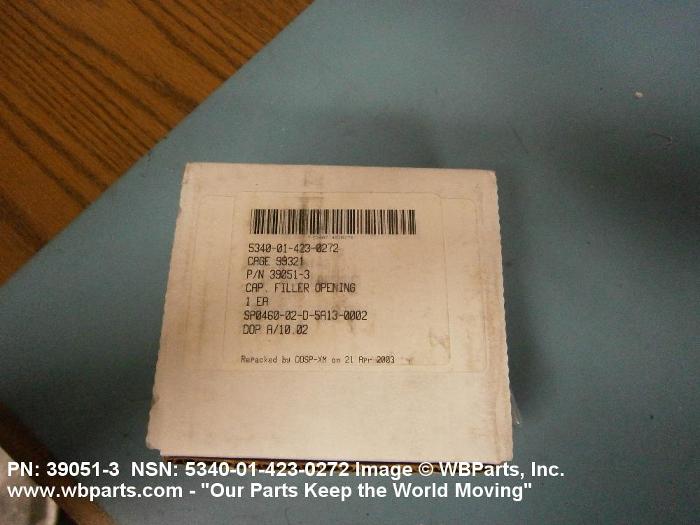 5340-01-423-0272
CAGE 99321
P/N 39051-3
CAP, FILLER OPENING
1 EA
SP0460-02-D-5A13-0002
DOP A/10.02
Repacked by DDSP-XM on 21 Apr 2003
PN: 39051-3 NSN: 5340-01-423-0272 Image © WBParts, Inc.
www.wbparts.com - "Our Parts Keep the World Moving"